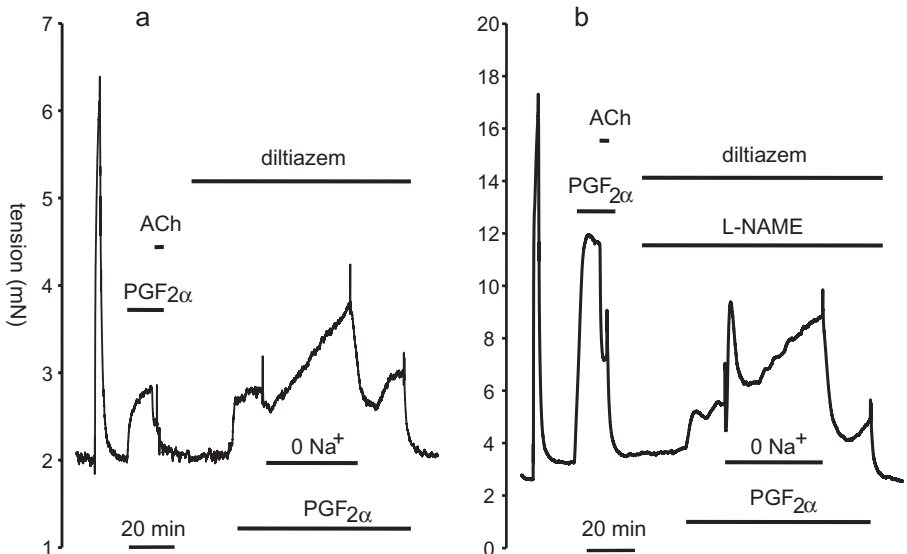 a
7
6
5
4
3
2
1
tension (mN)
diltiazem
ACh
PGF2α
0 Na+
PGF2α
20 min
b
20
18
16
14
12
10
8
6
4
2
0
ACh
diltiazem
PGF2α
L-NAME
0 Na+
PGF2α
20 min